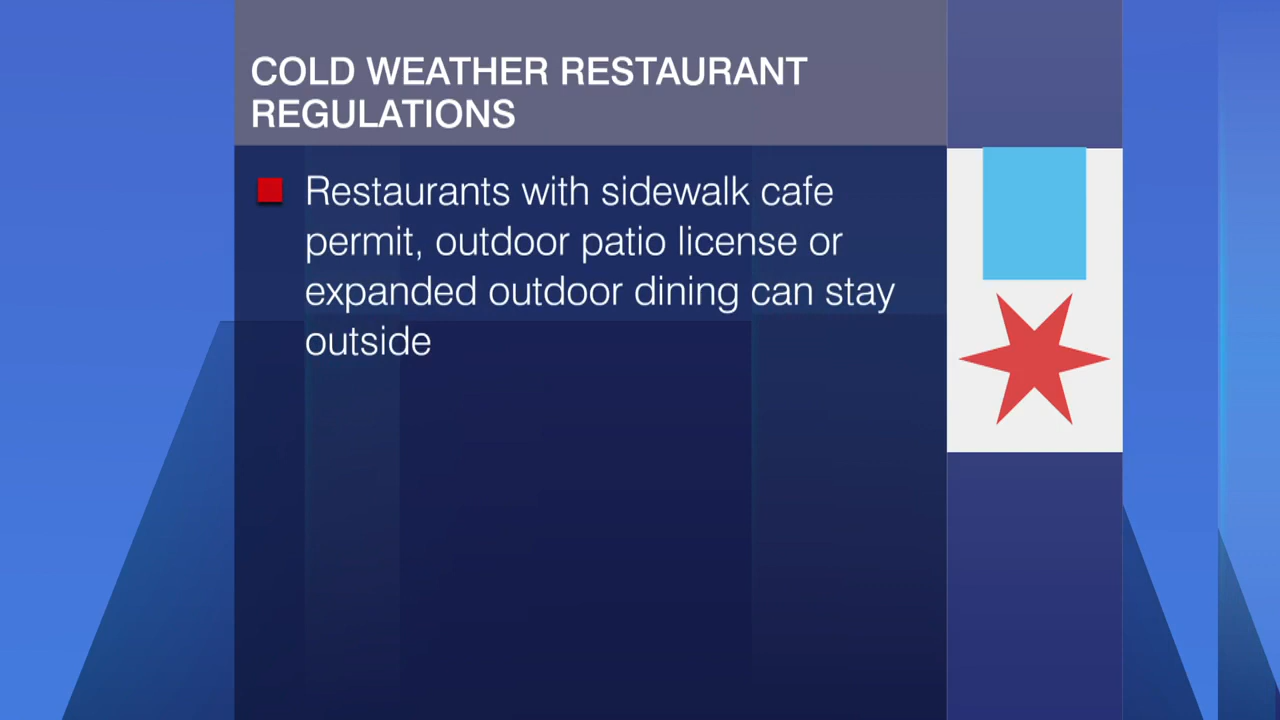 COLD WEATHER RESTAURANT
REGULATIONS
Restaurants with sidewalk cafe
permit, outdoor patio license or
expanded outdoor dining can stay
outside